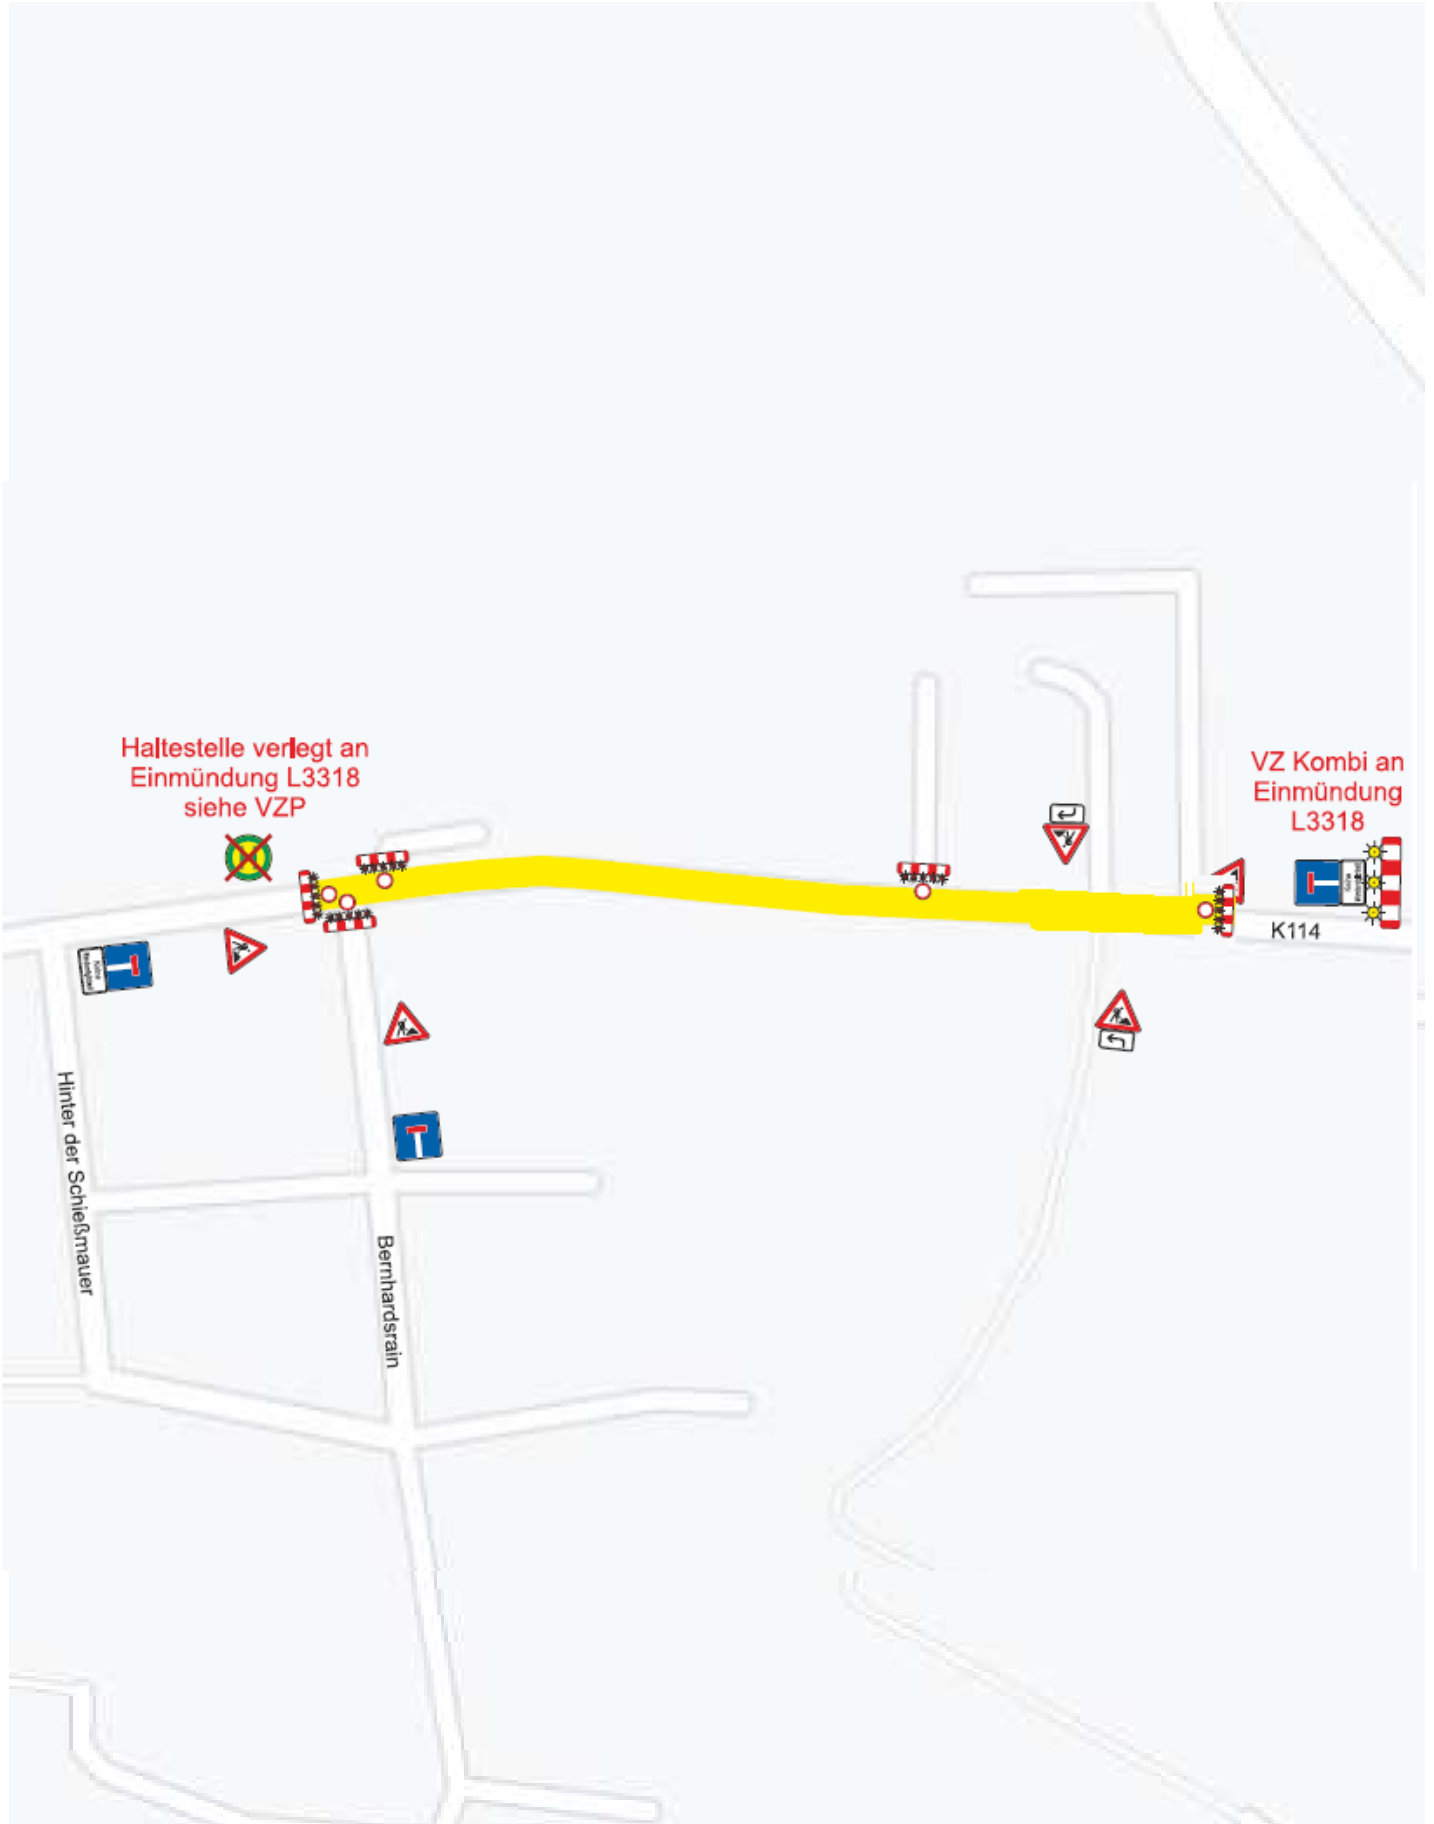 Haltestelle verlegt an
Einmündung L3318
siehe VZP
VZ Kombi an
Einmündung
L3318
K114
Hinter der Schießmauer
Bernhardsrain